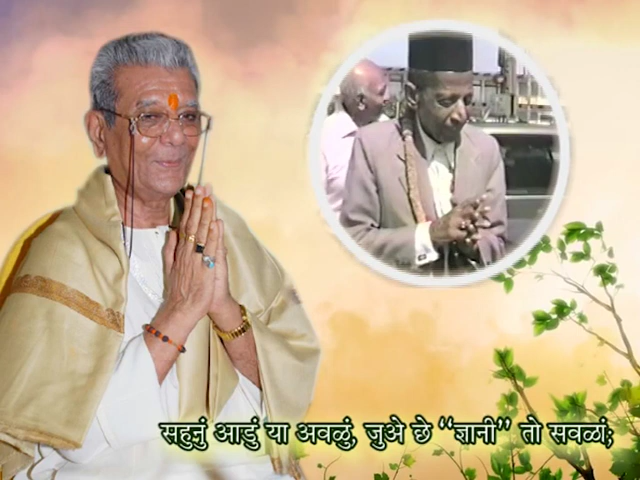 सहुनुं आडुं या अवळुं, जुअे छे “ज्ञानी” तो सवळां;